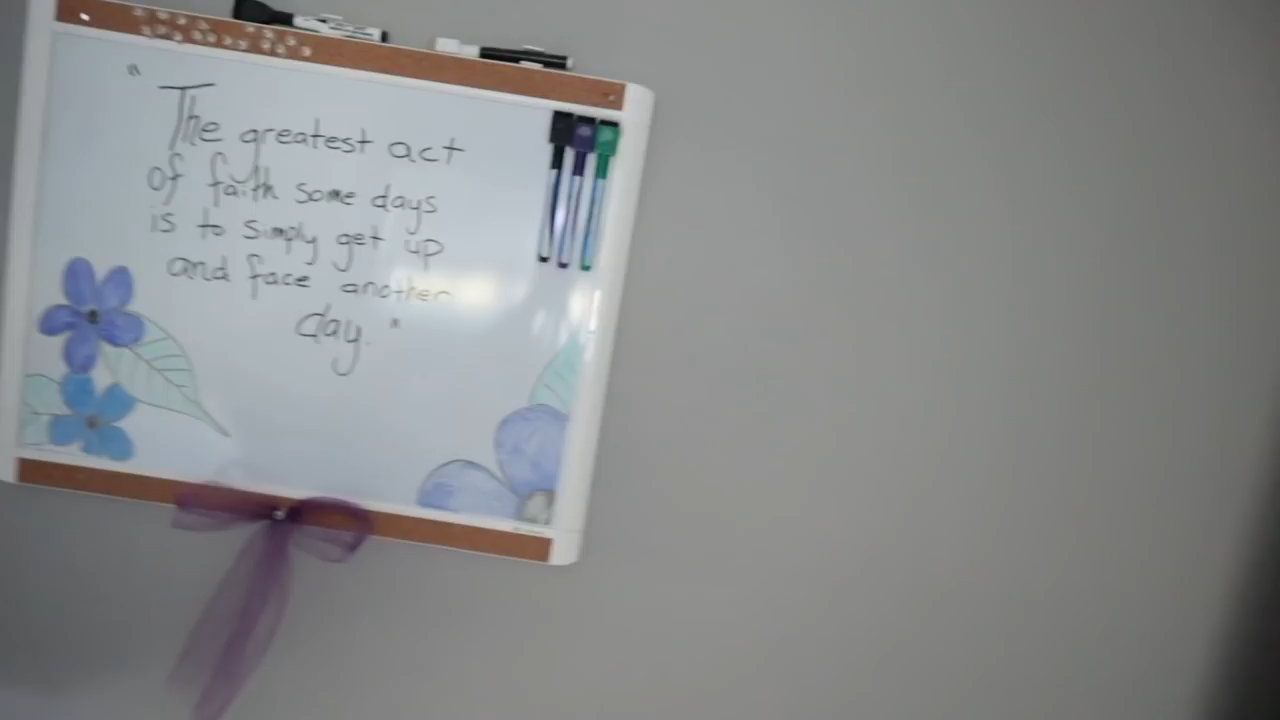 "The greatest act
of faith some days
is to simply get up
and face another
day."